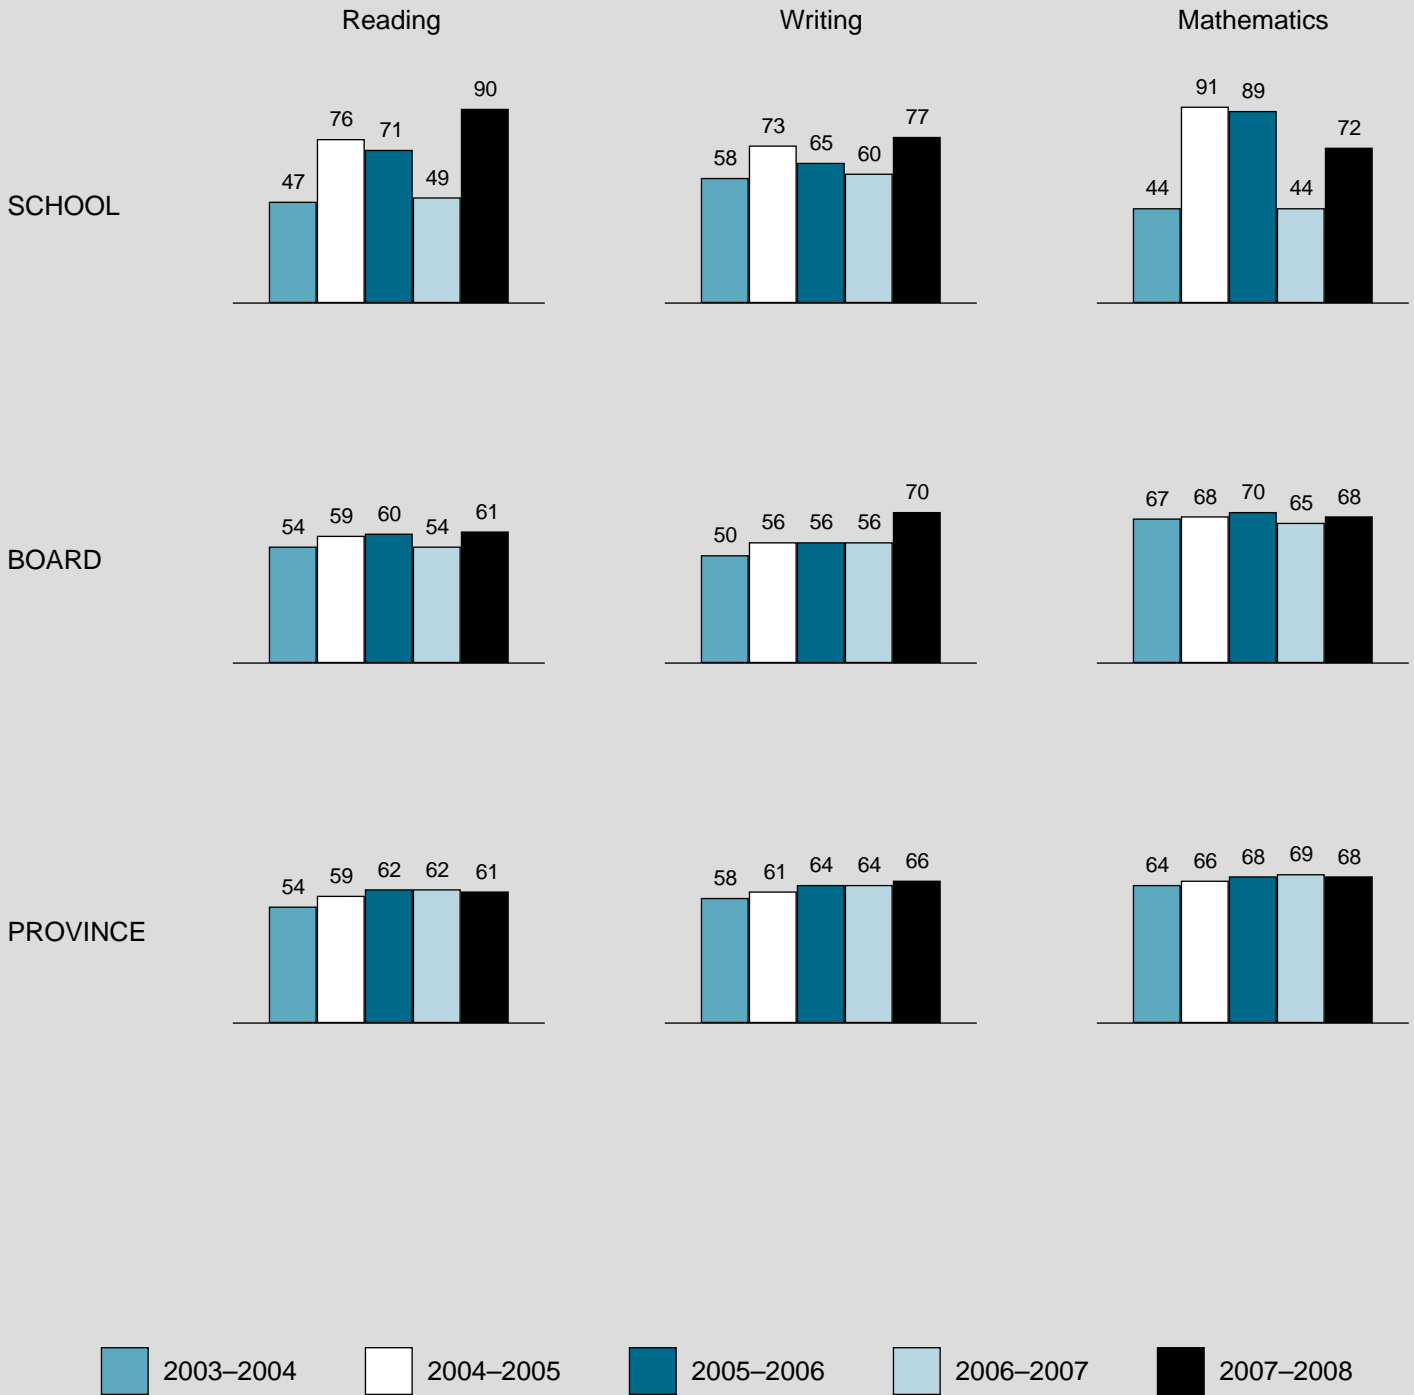 Reading Writing Mathematics
SCHOOL
47 76 71 49 90
58 73 65 60 77
44 91 89 44 72
BOARD
54 59 60 54 61
50 56 56 56 70
67 68 70 65 68
PROVINCE
54 59 62 62 61
58 61 64 64 66
64 66 68 69 68
2003–2004 2004–2005 2005–2006 2006–2007 2007–2008